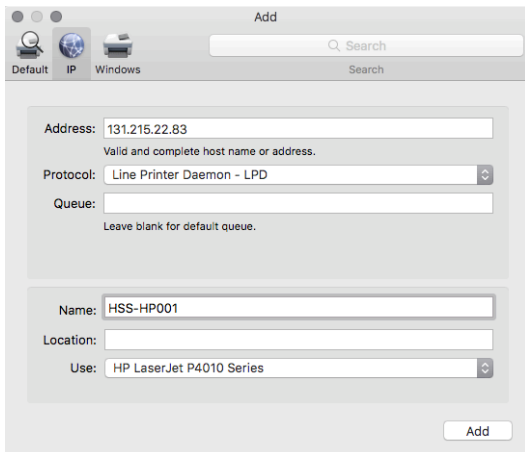 Add
Search
Default IP Windows Search
Address: 131.215.22.83
Valid and complete host name or address.
Protocol: Line Printer Daemon - LPD
Queue:
Leave blank for default queue.
Name: HSS-HP001
Location:
Use: HP LaserJet P4010 Series
Add